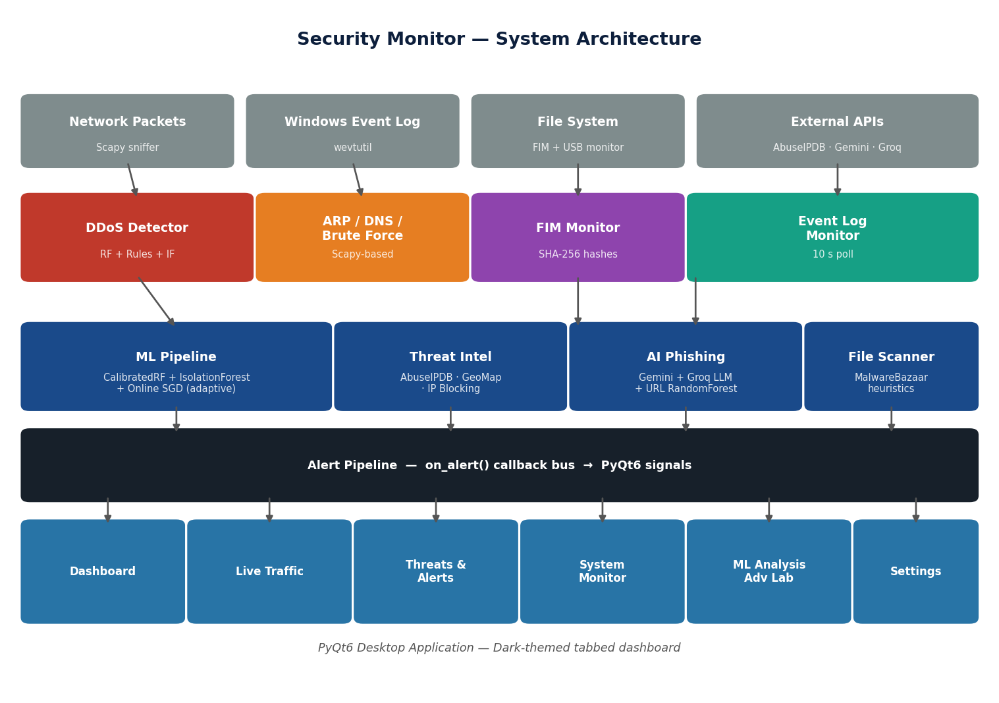 Security Monitor — System Architecture
Network Packets
Scapy sniffer
Windows Event Log
wevtutil
File System
FIM + USB monitor
External APIs
AbuseIPDB · Gemini · Groq
DDoS Detector
RF + Rules + IF
ARP / DNS /
Brute Force
Scapy-based
FIM Monitor
SHA-256 hashes
Event Log
Monitor
10 s poll
ML Pipeline
CalibratedRF + IsolationForest
+ Online SGD (adaptive)
Threat Intel
AbuseIPDB · GeoMap
· IP Blocking
AI Phishing
Gemini + Groq LLM
+ URL RandomForest
File Scanner
MalwareBazaar
heuristics
Alert Pipeline — on_alert() callback bus → PyQt6 signals
Dashboard
Live Traffic
Threats &
Alerts
System
Monitor
ML Analysis
Adv Lab
Settings
PyQt6 Desktop Application — Dark-themed tabbed dashboard